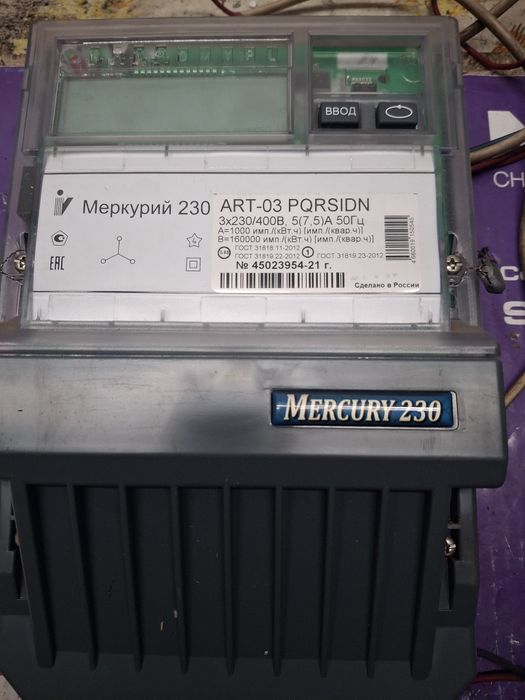 ВВОД
Меркурий 230
ART-03 PQRSIDN
3x230/400В, 5(7,5)А 50Гц
А=1000 имп./(кВт·ч) [имп./(квар·ч)]
В=160000 имп./(кВт·ч) [имп./(квар·ч)]
ГОСТ 31818.11-2012
ГОСТ 31819.22-2012
ГОСТ 31819.23-2012
№ 45023954-21 г.
Сделано в России
EAC
MERCURY 230
CH